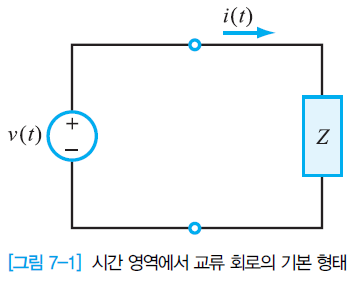 i(t)
v(t)
+
−
Z
[그림 7-1] 시간 영역에서 교류 회로의 기본 형태